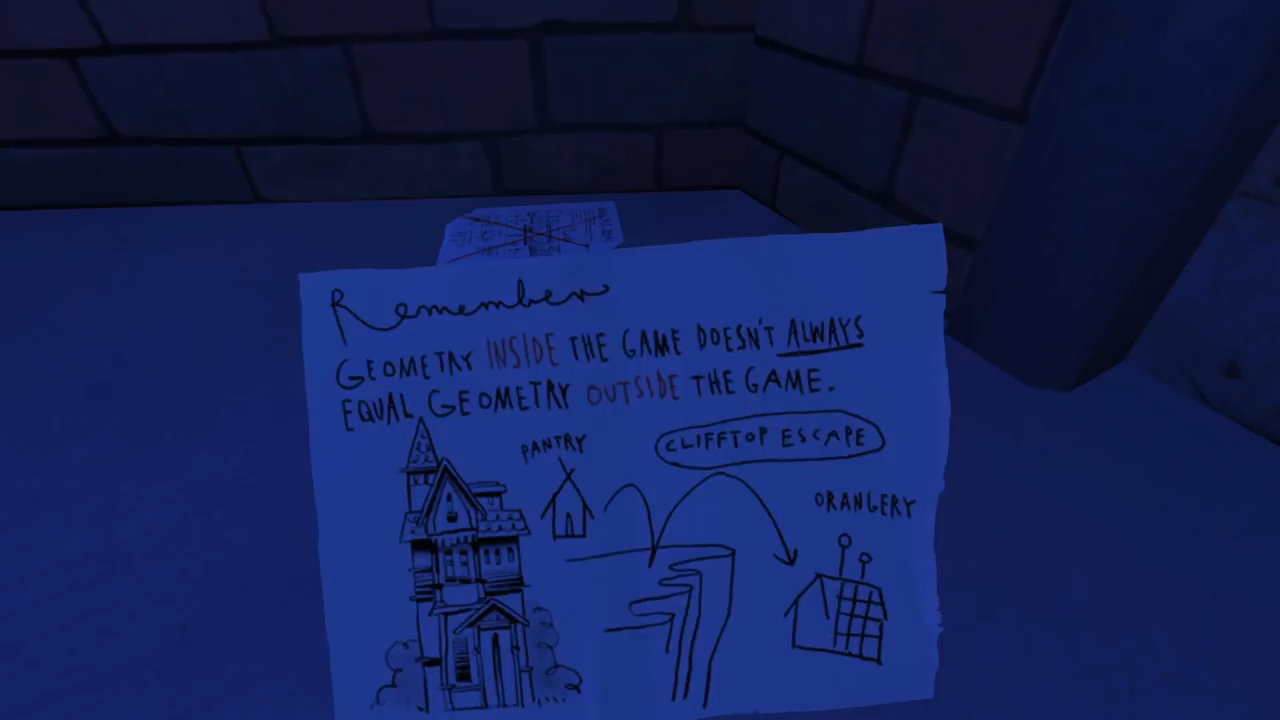 Remember
GEOMETRY INSIDE THE GAME DOESN'T ALWAYS
EQUAL GEOMETRY OUTSIDE THE GAME.
PANTRY
CLIFFTOP ESCAPE
ORANGERY